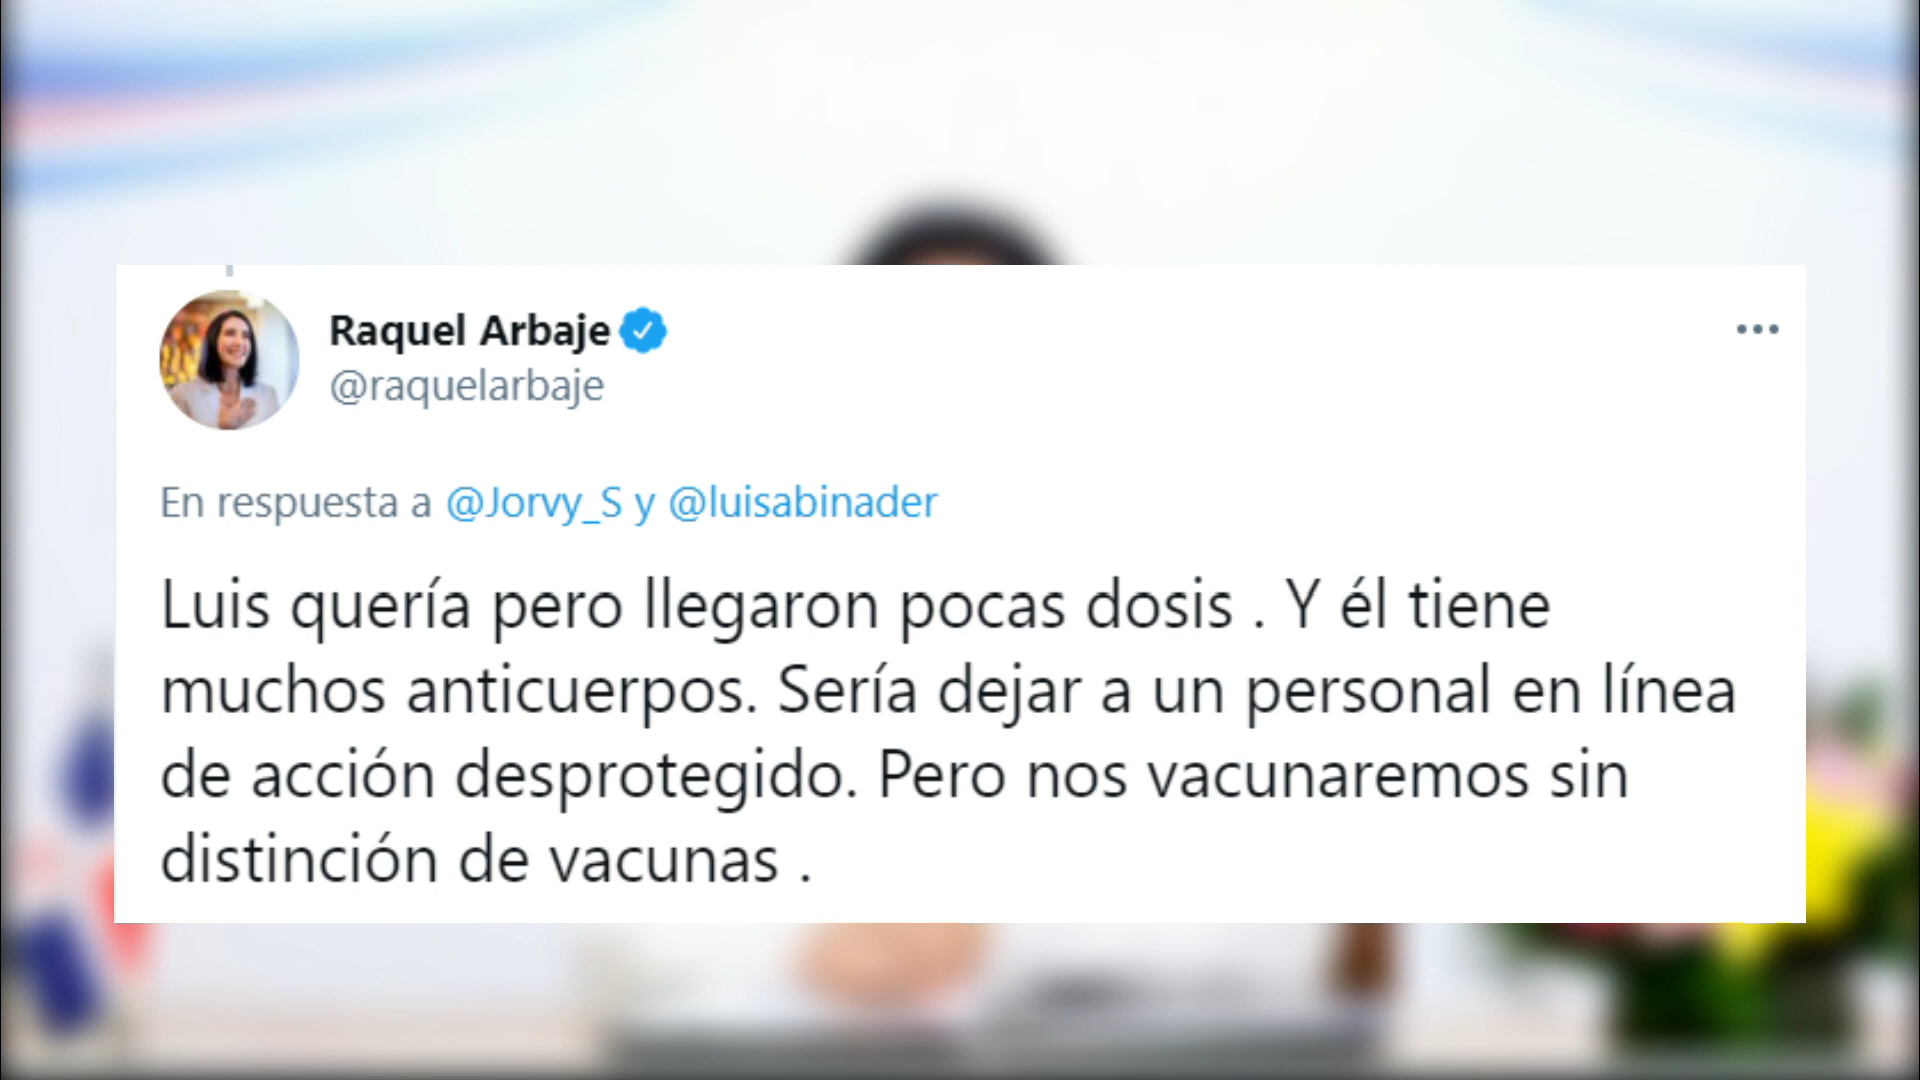 Raquel Arbaje
@raquelarbaje
En respuesta a @Jorvy_S y @luisabinader
Luis quería pero llegaron pocas dosis . Y él tiene
muchos anticuerpos. Sería dejar a un personal en línea
de acción desprotegido. Pero nos vacunaremos sin
distinción de vacunas .